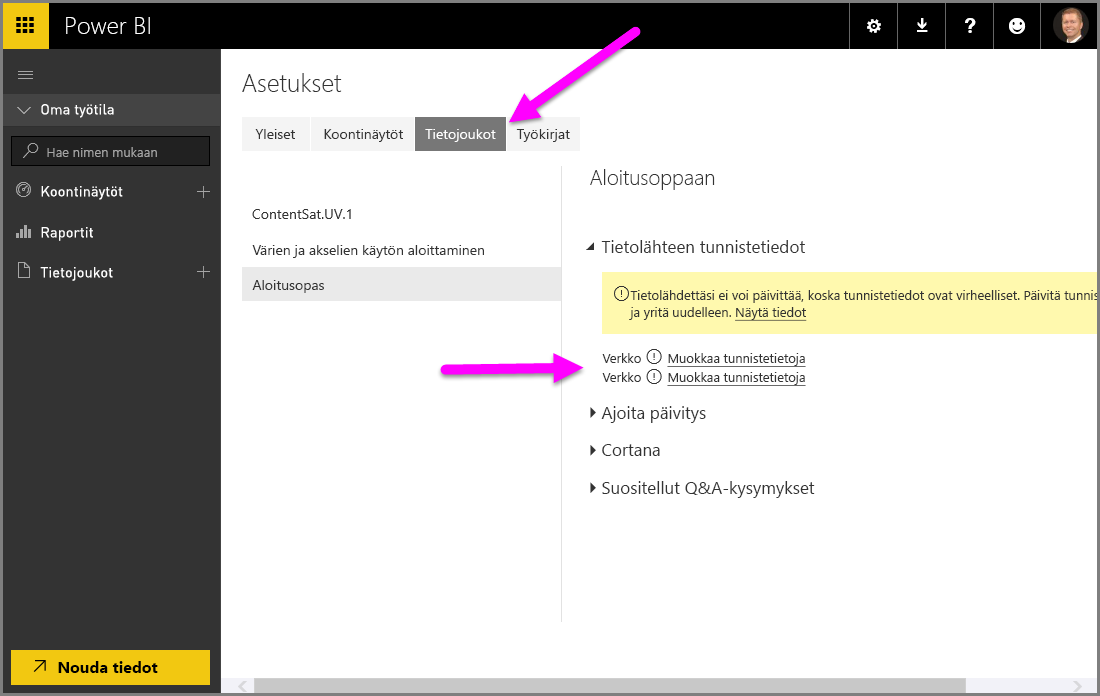 Power BI
?
Oma työtila
Hae nimen mukaan
Koontinäytöt
Raportit
Tietojoukot
Nouda tiedot
Asetukset
Yleiset Koontinäytöt Tietojoukot Työkirjat
ContentSat.UV.1
Värien ja akselien käytön aloittaminen
Aloitusopas
Aloitusoppaan
Tietolähteen tunnistetiedot
Tietolähdettäsi ei voi päivittää, koska tunnistetiedot ovat virheelliset. Päivitä tunnis
ja yritä uudelleen. Näytä tiedot
Verkko Muokkaa tunnistetietoja
Verkko Muokkaa tunnistetietoja
Ajoita päivitys
Cortana
Suositellut Q&A-kysymykset